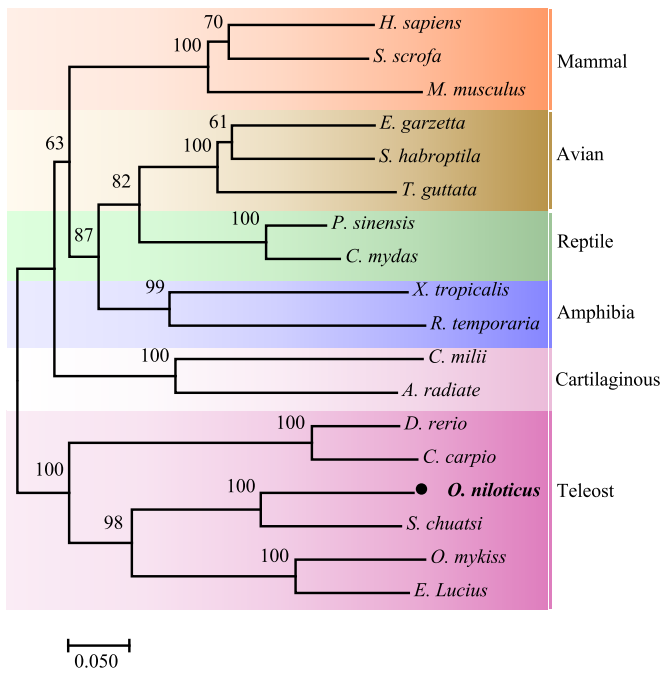 70
H. sapiens
100
S. scrofa
Mammal
M. musculus
61
E. garzetta
63
100
S. habroptila
Avian
82
T. guttata
100
P. sinensis
87
Reptile
C. mydas
99
X. tropicalis
Amphibia
R. temporaria
100
C. milii
Cartilaginous
A. radiate
100
D. rerio
100
C. carpio
100
O. niloticus
Teleost
98
S. chuatsi
100
O. mykiss
E. Lucius
0.050